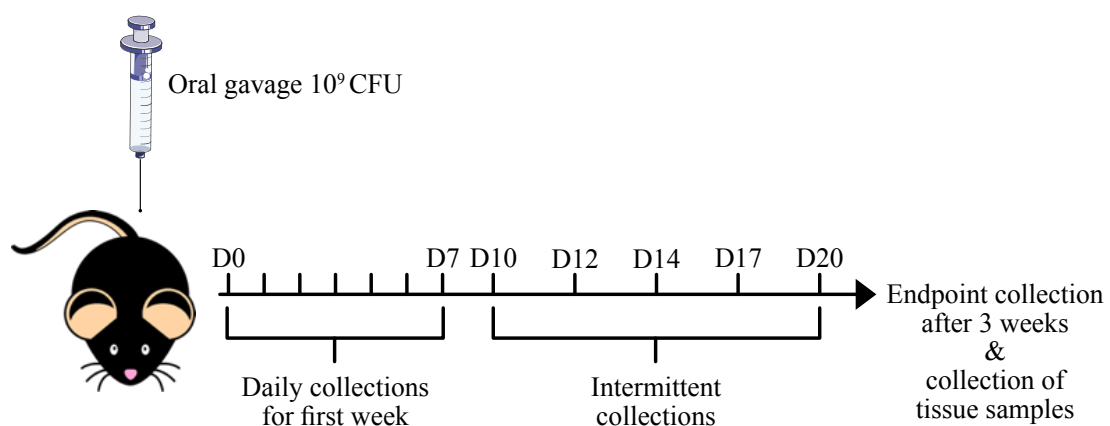 Oral gavage 10⁹ CFU
D0 D7 D10 D12 D14 D17 D20
Daily collections
for first week
Intermittent
collections
Endpoint collection
after 3 weeks
&
collection of
tissue samples